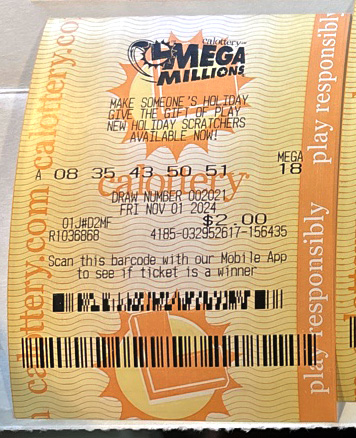 calottery
MEGA
MILLIONS
MAKE SOMEONE'S HOLIDAY
GIVE THE GIFT OF PLAY
NEW HOLIDAY SCRATCHERS
AVAILABLE NOW!
MEGA
A 08 35 43 50 51 18
calottery
DRAW NUMBER 002021
FRI NOV 01 2024
01J#D2MF $2.00
R1036868 4185-032952617-156435
Scan this barcode with our Mobile App
to see if ticket is a winner
calottery.com calottery.co
play responsibly play responsibly